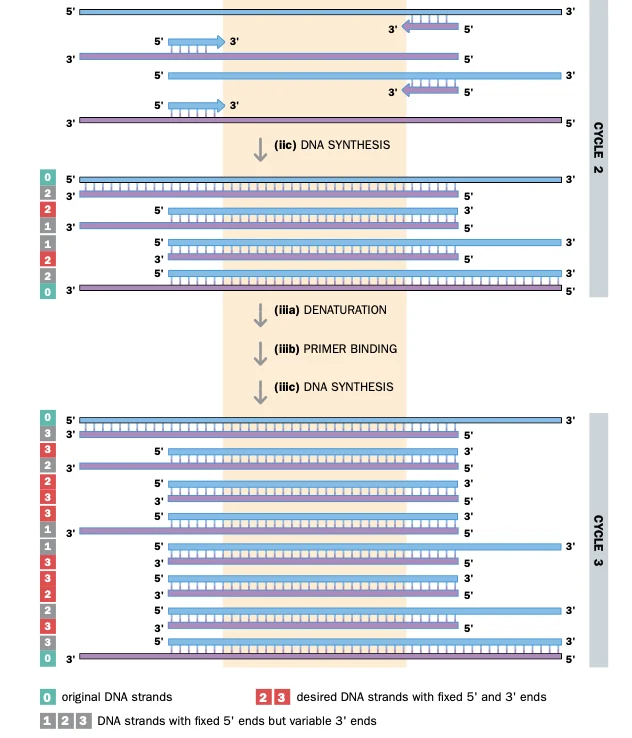 5' 3'
3' 5'
5' 3'
3' 5'
5' 3'
3' 5'
5' 3'
3' 5'
(iic) DNA SYNTHESIS
CYCLE 2
0 5' 3'
2 3' 5'
2 5' 3'
1 3' 5'
1 5' 3'
2 3' 5'
2 5' 3'
0 3' 5'
(iiia) DENATURATION
(iiib) PRIMER BINDING
(iiic) DNA SYNTHESIS
0 5' 3'
3 3' 5'
3 5' 3'
2 3' 5'
2 5' 3'
3 3' 5'
3 5' 3'
1 3' 5'
1 5' 3'
3 3' 5'
3 5' 3'
2 3' 5'
2 5' 3'
3 3' 5'
3 5' 3'
0 3' 5'
CYCLE 3
0 original DNA strands
2 3 desired DNA strands with fixed 5' and 3' ends
1 2 3 DNA strands with fixed 5' ends but variable 3' ends